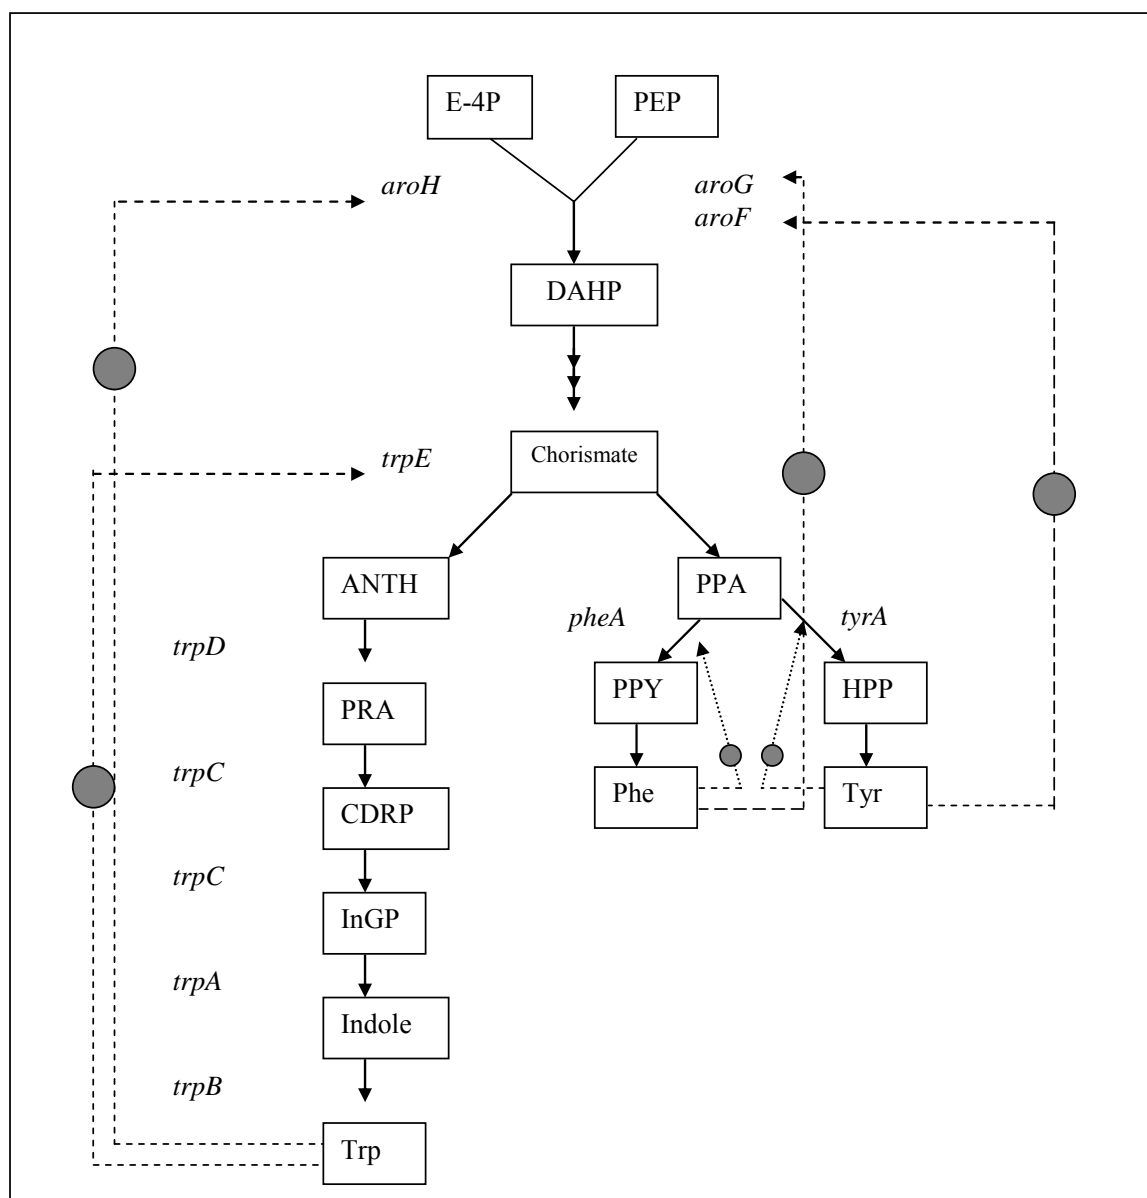 E-4P
PEP
aroH
aroG
aroF
DAHP
trpE
Chorismate
ANTH
PPA
pheA
tyrA
trpD
PRA
PPY
HPP
trpC
CDRP
Phe
Tyr
trpC
InGP
trpA
Indole
trpB
Trp